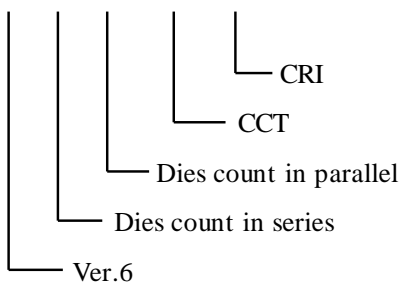 CRI
CCT
Dies count in parallel
Dies count in series
Ver.6